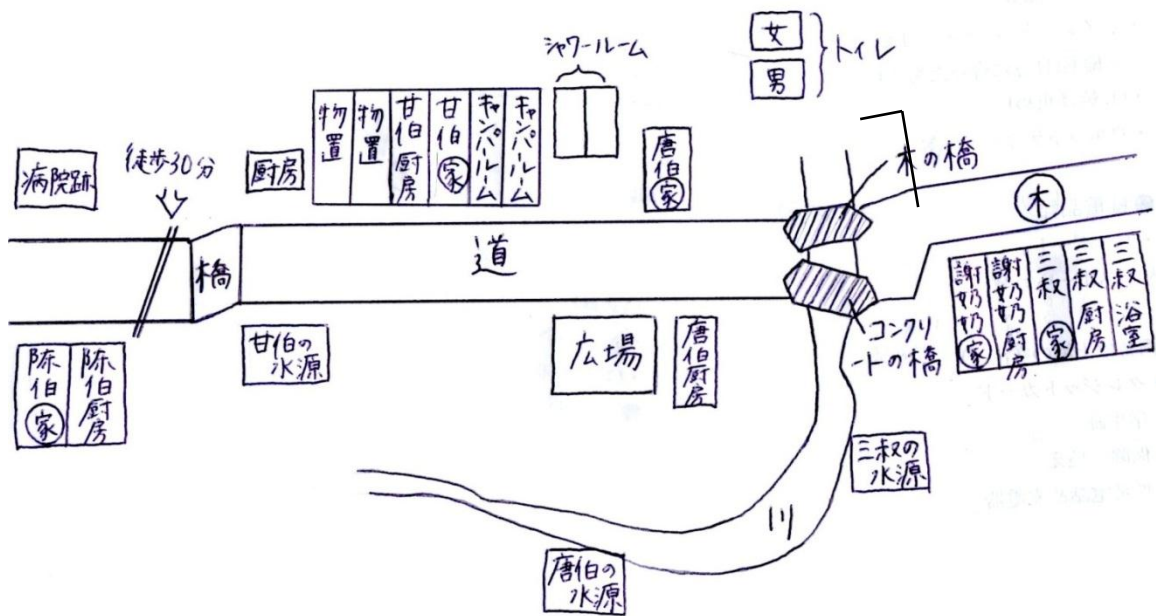 女
男
トイレ
シャワールーム
物置
物置
甘伯厨房
甘伯家
キャンパルーム
キャンパルーム
唐伯家
木の橋
病院跡
徒歩30分
厨房
橋
道
木
謝奶奶家
謝奶奶厨房
三叔家
三叔厨房
三叔浴室
陈伯家
陈伯厨房
甘伯の
水源
広場
唐伯厨房
コンクリ
ートの橋
三叔の
水源
川
唐伯の
水源